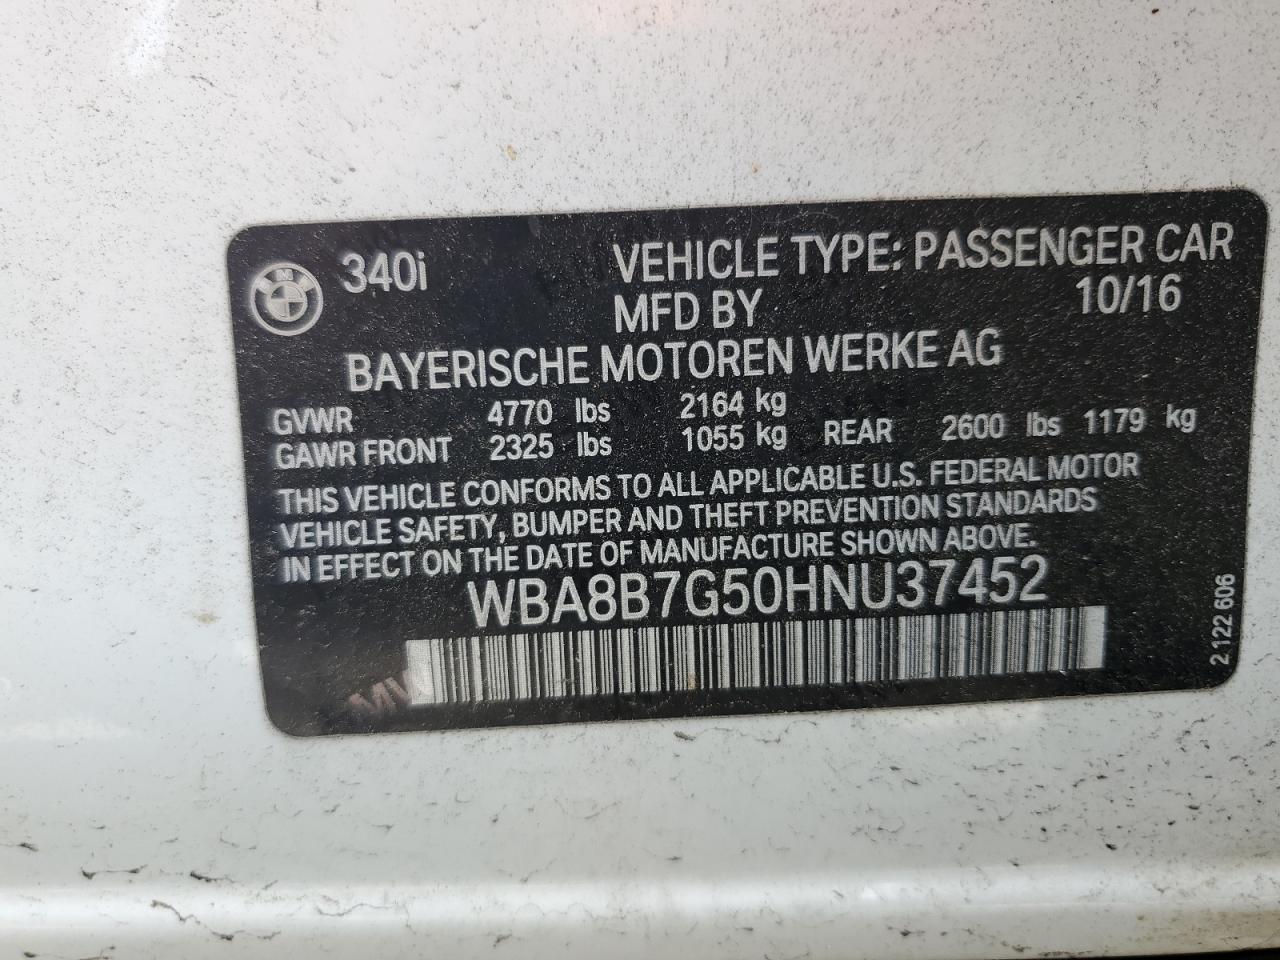 340i VEHICLE TYPE: PASSENGER CAR
MFD BY 10/16
BAYERISCHE MOTOREN WERKE AG
GVWR 4770 lbs 2164 kg
GAWR FRONT 2325 lbs 1055 kg REAR 2600 lbs 1179 kg
THIS VEHICLE CONFORMS TO ALL APPLICABLE U.S. FEDERAL MOTOR
VEHICLE SAFETY, BUMPER AND THEFT PREVENTION STANDARDS
IN EFFECT ON THE DATE OF MANUFACTURE SHOWN ABOVE.
WBA8B7G50HNU37452
2 122 606